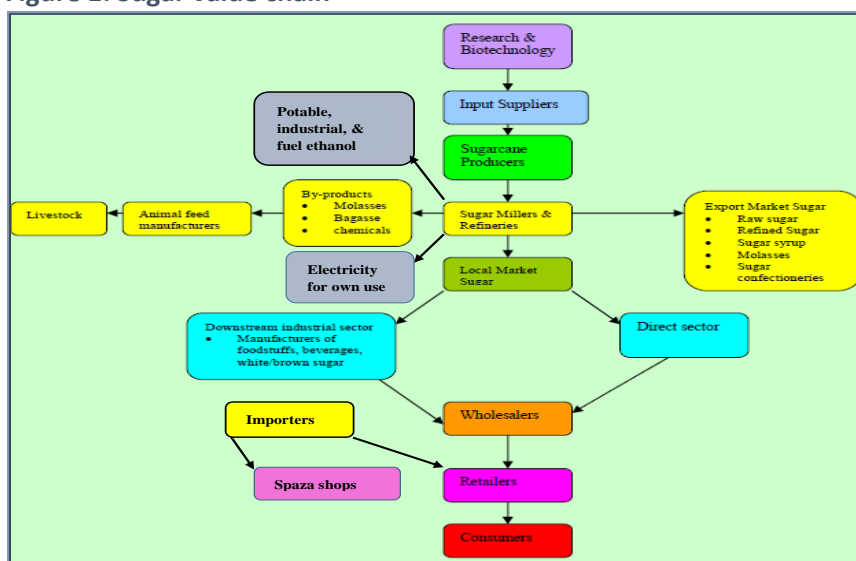 Research &
Biotechnology
Input Suppliers
Potable,
industrial, &
fuel ethanol
Sugarcane
Producers
By-products
• Molasses
• Bagasse
• chemicals
Livestock
Animal feed
manufacturers
Sugar Millers &
Refineries
Export Market Sugar
• Raw sugar
• Refined Sugar
• Sugar syrup
• Molasses
• Sugar
confectioneries
Electricity
for own use
Local Market
Sugar
Downstream industrial sector
• Manufacturers of
foodstuffs, beverages,
white/brown sugar
Direct sector
Wholesalers
Importers
Spaza shops
Retailers
Consumers